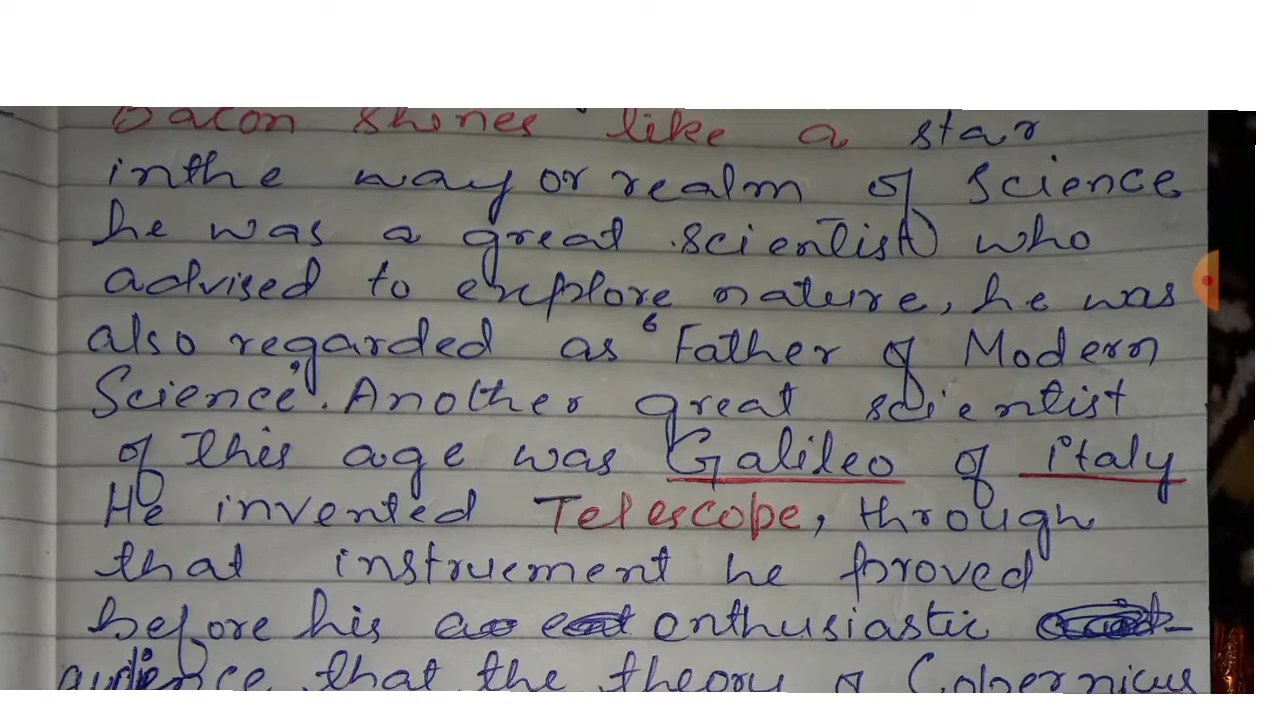 Bacon shines like a star
inthe way or realm of Science
he was a great scientist who
advised to explore nature, he was
also regarded as 'Father of Modern
Science'. Another great scientist
of this age was Galileo of italy
He invented Telescope, through
that instruement he proved
before his enthusiastic
audience that the theory of Copernicus